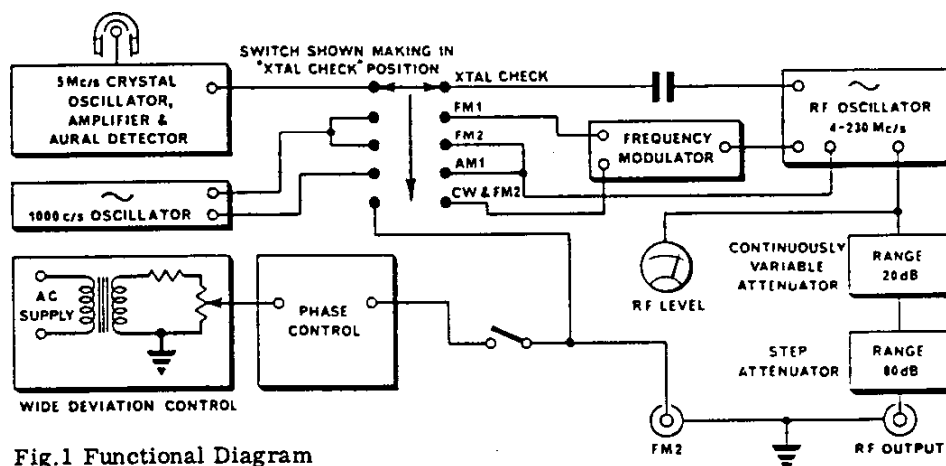 SWITCH SHOWN MAKING IN
"XTAL CHECK" POSITION
5Mc/s CRYSTAL
OSCILLATOR,
AMPLIFIER &
AURAL DETECTOR
XTAL CHECK
FM1
FM2
AM1
CW & FM2
FREQUENCY
MODULATOR
RF OSCILLATOR
4-230 Mc/s
1000 c/s OSCILLATOR
AC
SUPPLY
WIDE DEVIATION CONTROL
PHASE
CONTROL
RF LEVEL
CONTINUOUSLY
VARIABLE
ATTENUATOR
RANGE
20dB
STEP
ATTENUATOR
RANGE
80dB
FM2
RF OUTPUT
Fig.1 Functional Diagram